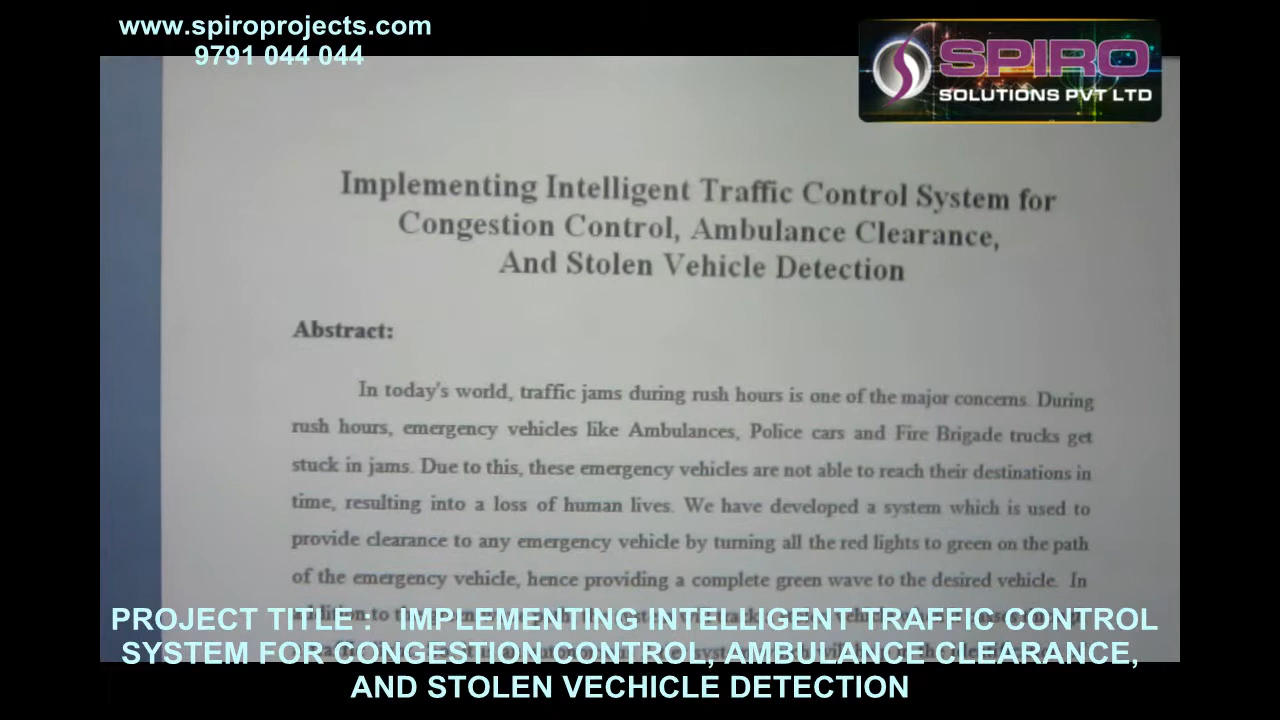 www.spiroprojects.com
9791 044 044
SPIRO
SOLUTIONS PVT LTD
Implementing Intelligent Traffic Control System for
Congestion Control, Ambulance Clearance,
And Stolen Vehicle Detection
Abstract:
In today's world, traffic jams during rush hours is one of the major concerns. During
rush hours, emergency vehicles like Ambulances, Police cars and Fire Brigade trucks get
stuck in jams. Due to this, these emergency vehicles are not able to reach their destinations in
time, resulting into a loss of human lives. We have developed a system which is used to
provide clearance to any emergency vehicle by turning all the red lights to green on the path
of the emergency vehicle, hence providing a complete green wave to the desired vehicle. In
PROJECT TITLE : IMPLEMENTING INTELLIGENT TRAFFIC CONTROL
SYSTEM FOR CONGESTION CONTROL, AMBULANCE CLEARANCE,
AND STOLEN VECHICLE DETECTION